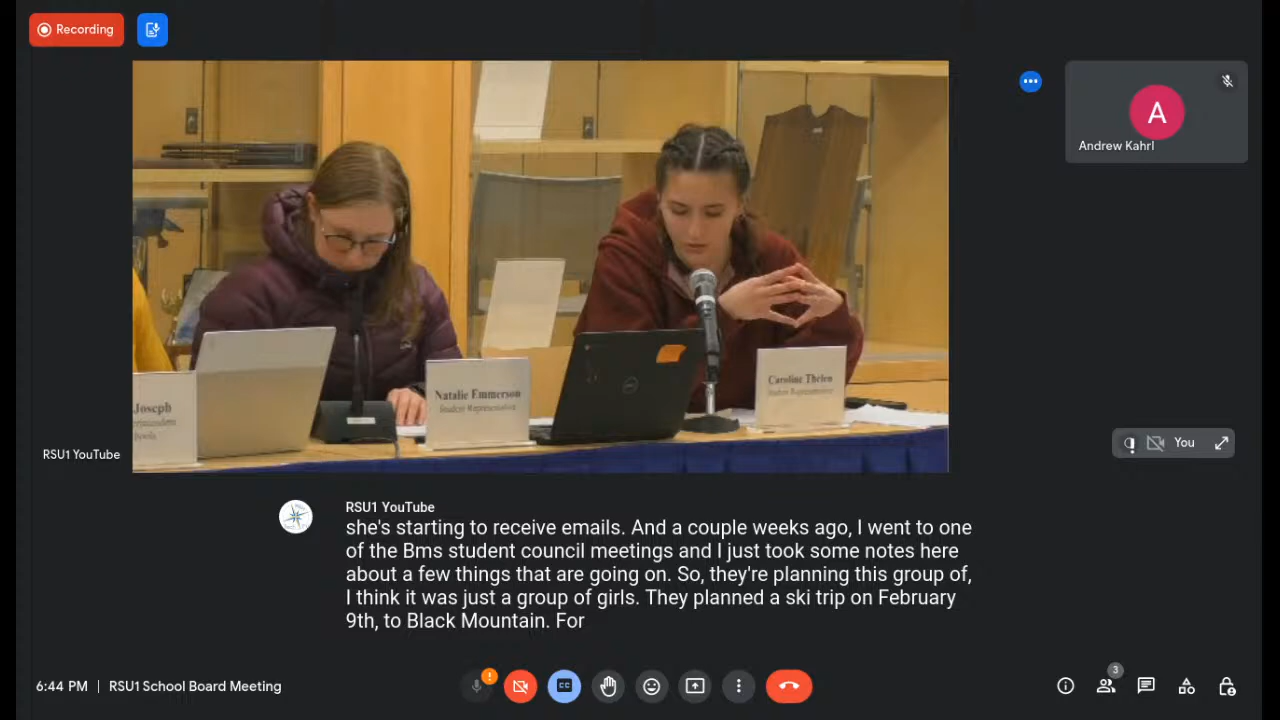 Recording
A
Andrew Kahrl
Joseph
Natalie Emmerson
Student Representative
Caroline Thelen
Student Representative
RSU1 YouTube
You
RSU1 YouTube
she's starting to receive emails. And a couple weeks ago, I went to one
of the Bms student council meetings and I just took some notes here
about a few things that are going on. So, they're planning this group of,
I think it was just a group of girls. They planned a ski trip on February
9th, to Black Mountain. For
6:44 PM | RSU1 School Board Meeting
CC
3